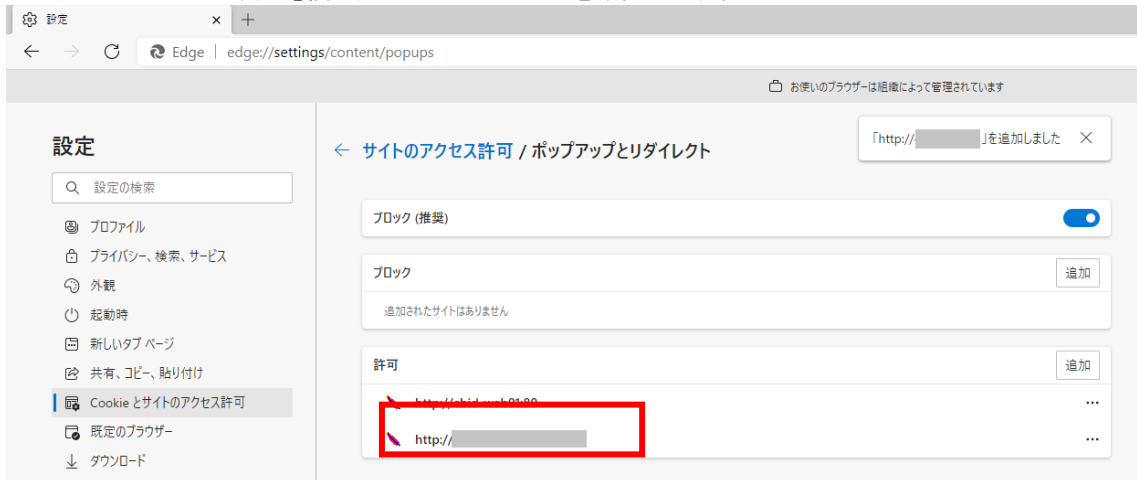 設定
Edge | edge://settings/content/popups
お使いのブラウザーは組織によって管理されています
設定
設定の検索
プロファイル
プライバシー、検索、サービス
外観
起動時
新しいタブ ページ
共有、コピー、貼り付け
Cookie とサイトのアクセス許可
既定のブラウザー
ダウンロード
サイトのアクセス許可 / ポップアップとリダイレクト
「http:// 」を追加しました
ブロック (推奨)
ブロック
追加
追加されたサイトはありません
許可
追加
http://